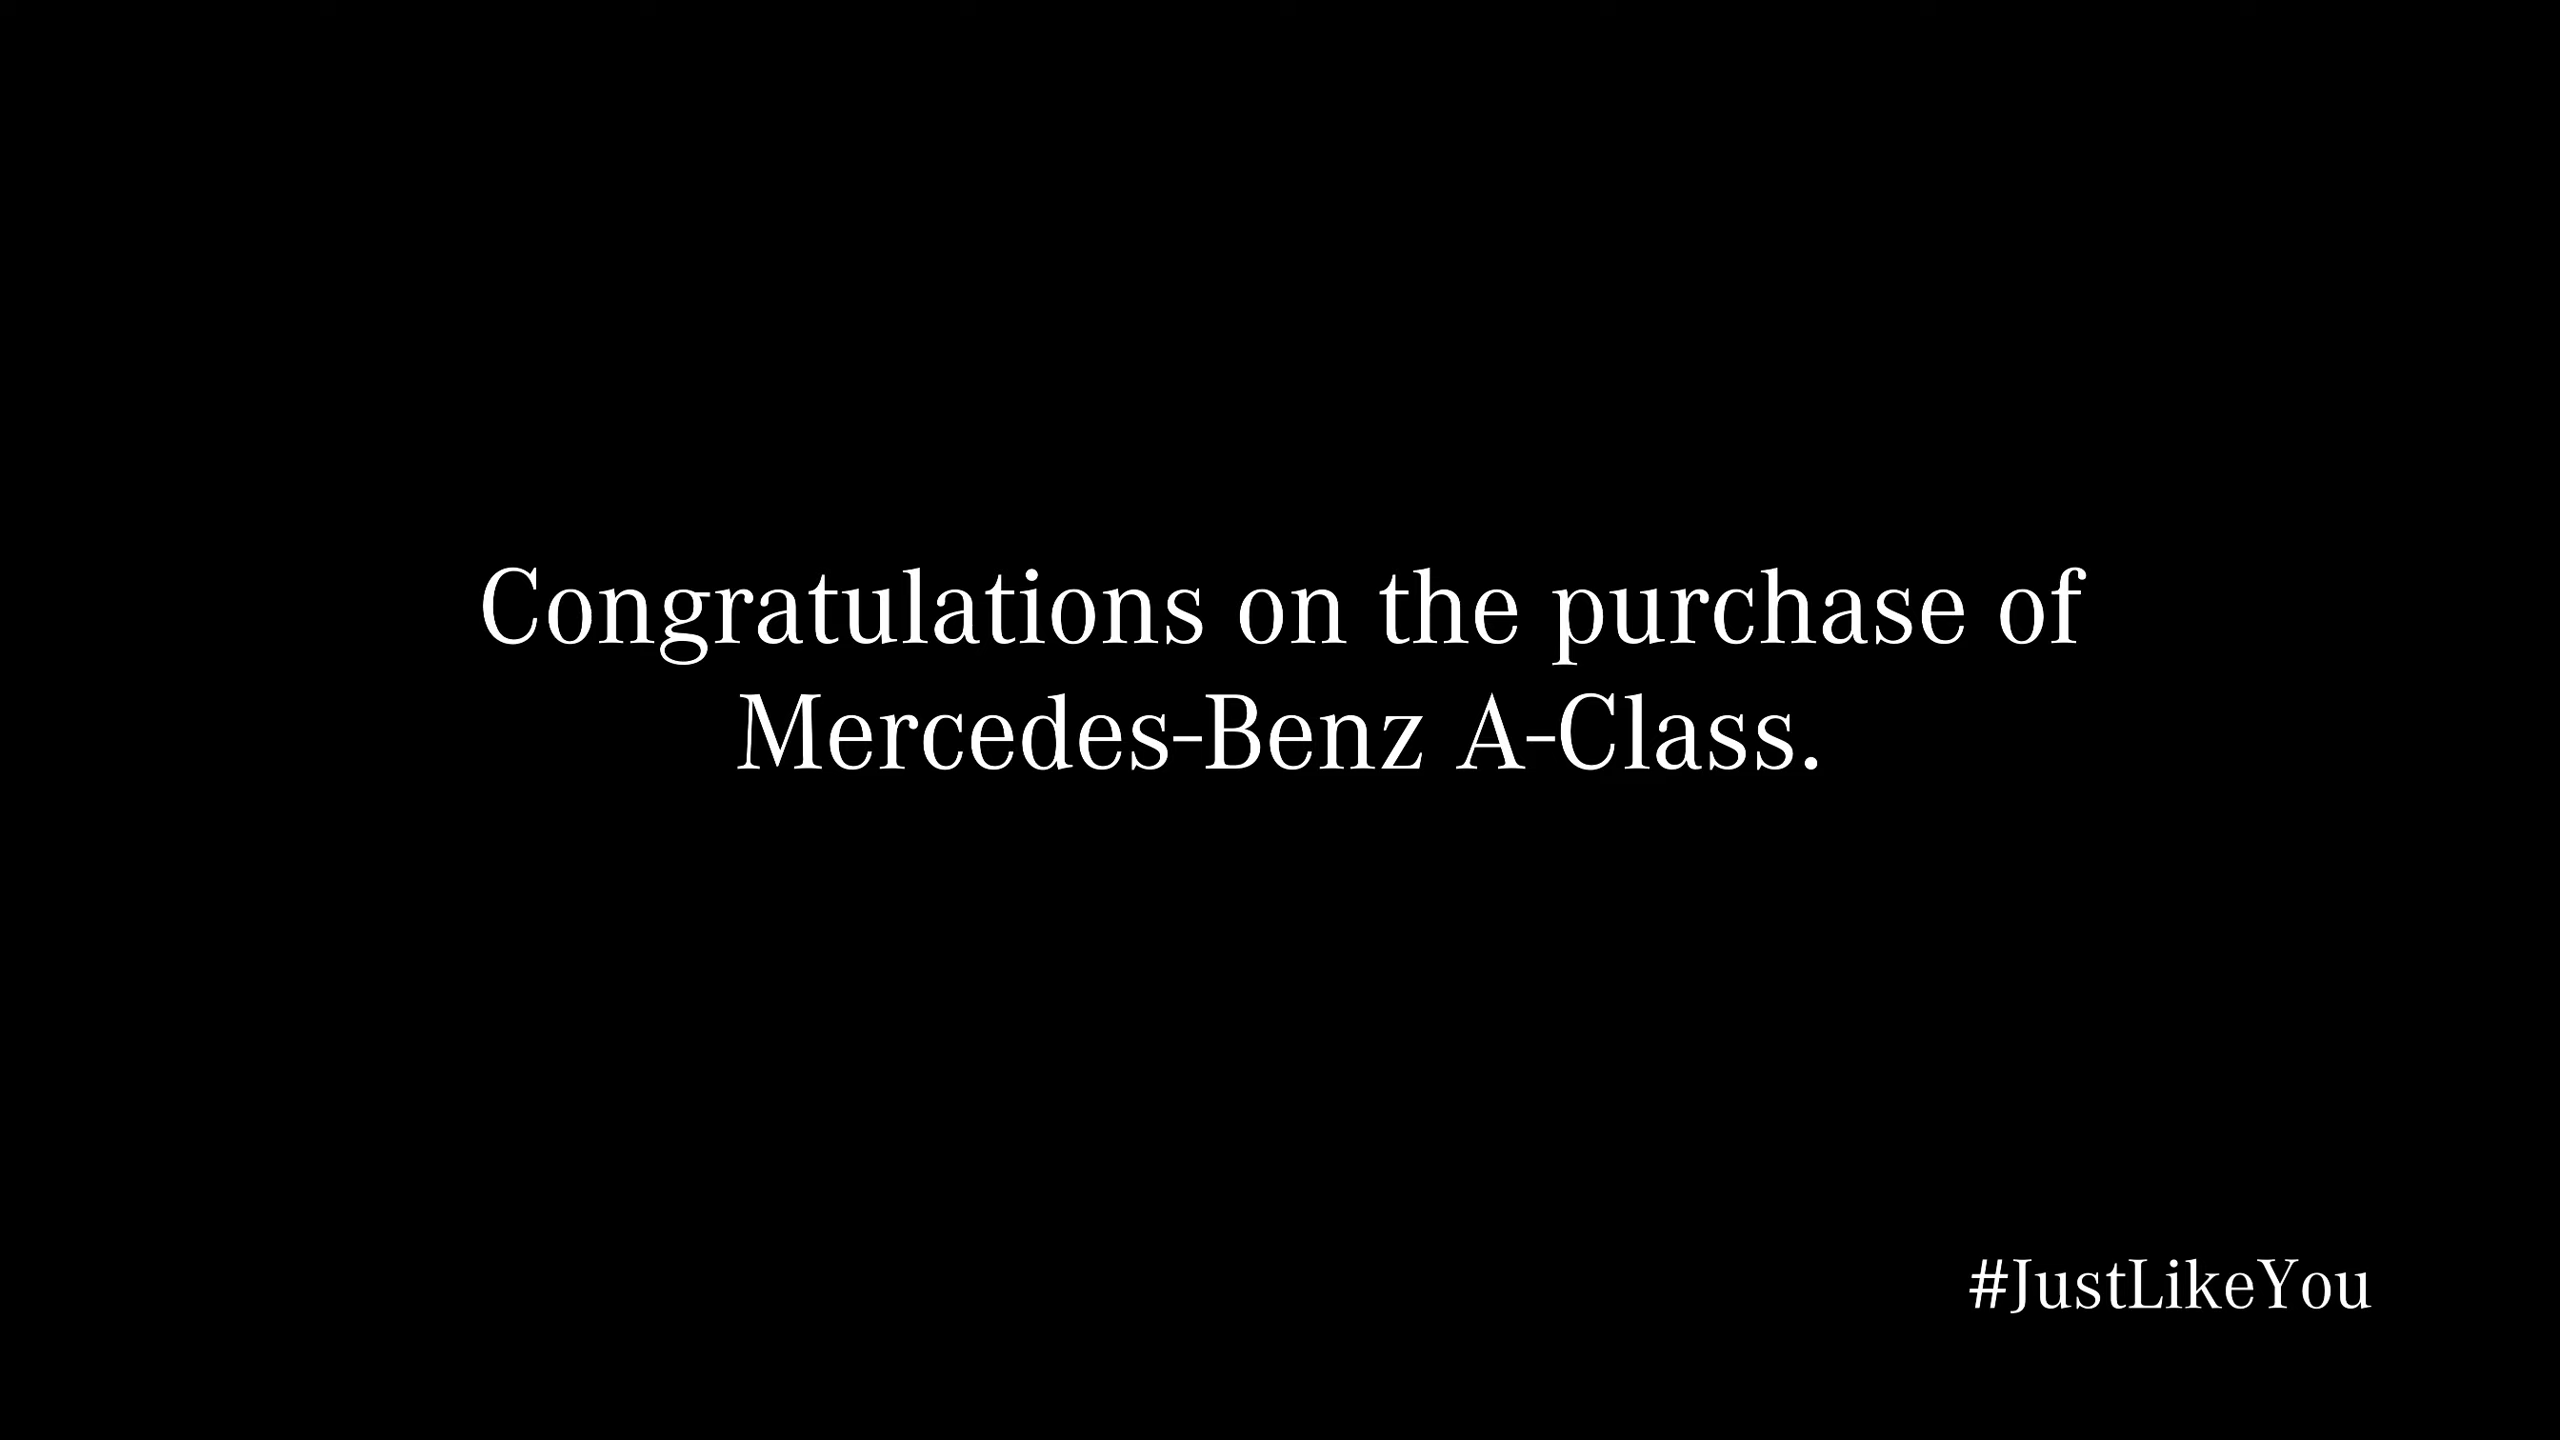 Congratulations on the purchase of
Mercedes-Benz A-Class.
#JustLikeYou